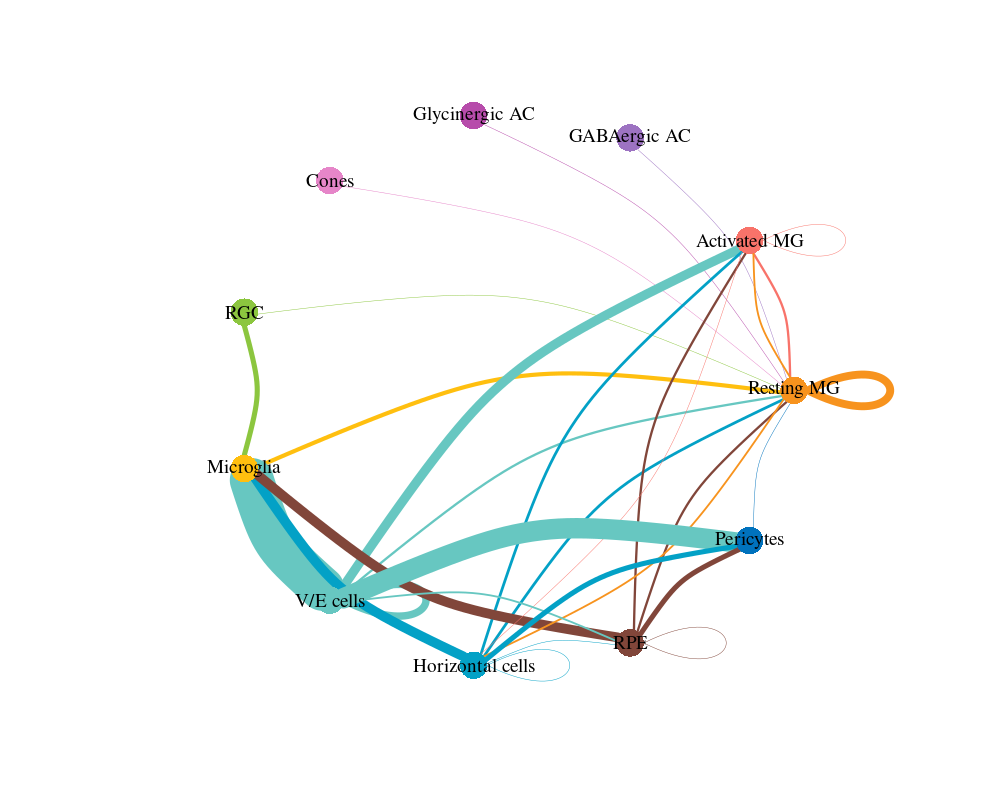 Glycinergic AC
GABAergic AC
Cones
Activated MG
RGC
Resting MG
Microglia
Pericytes
V/E cells
RPE
Horizontal cells